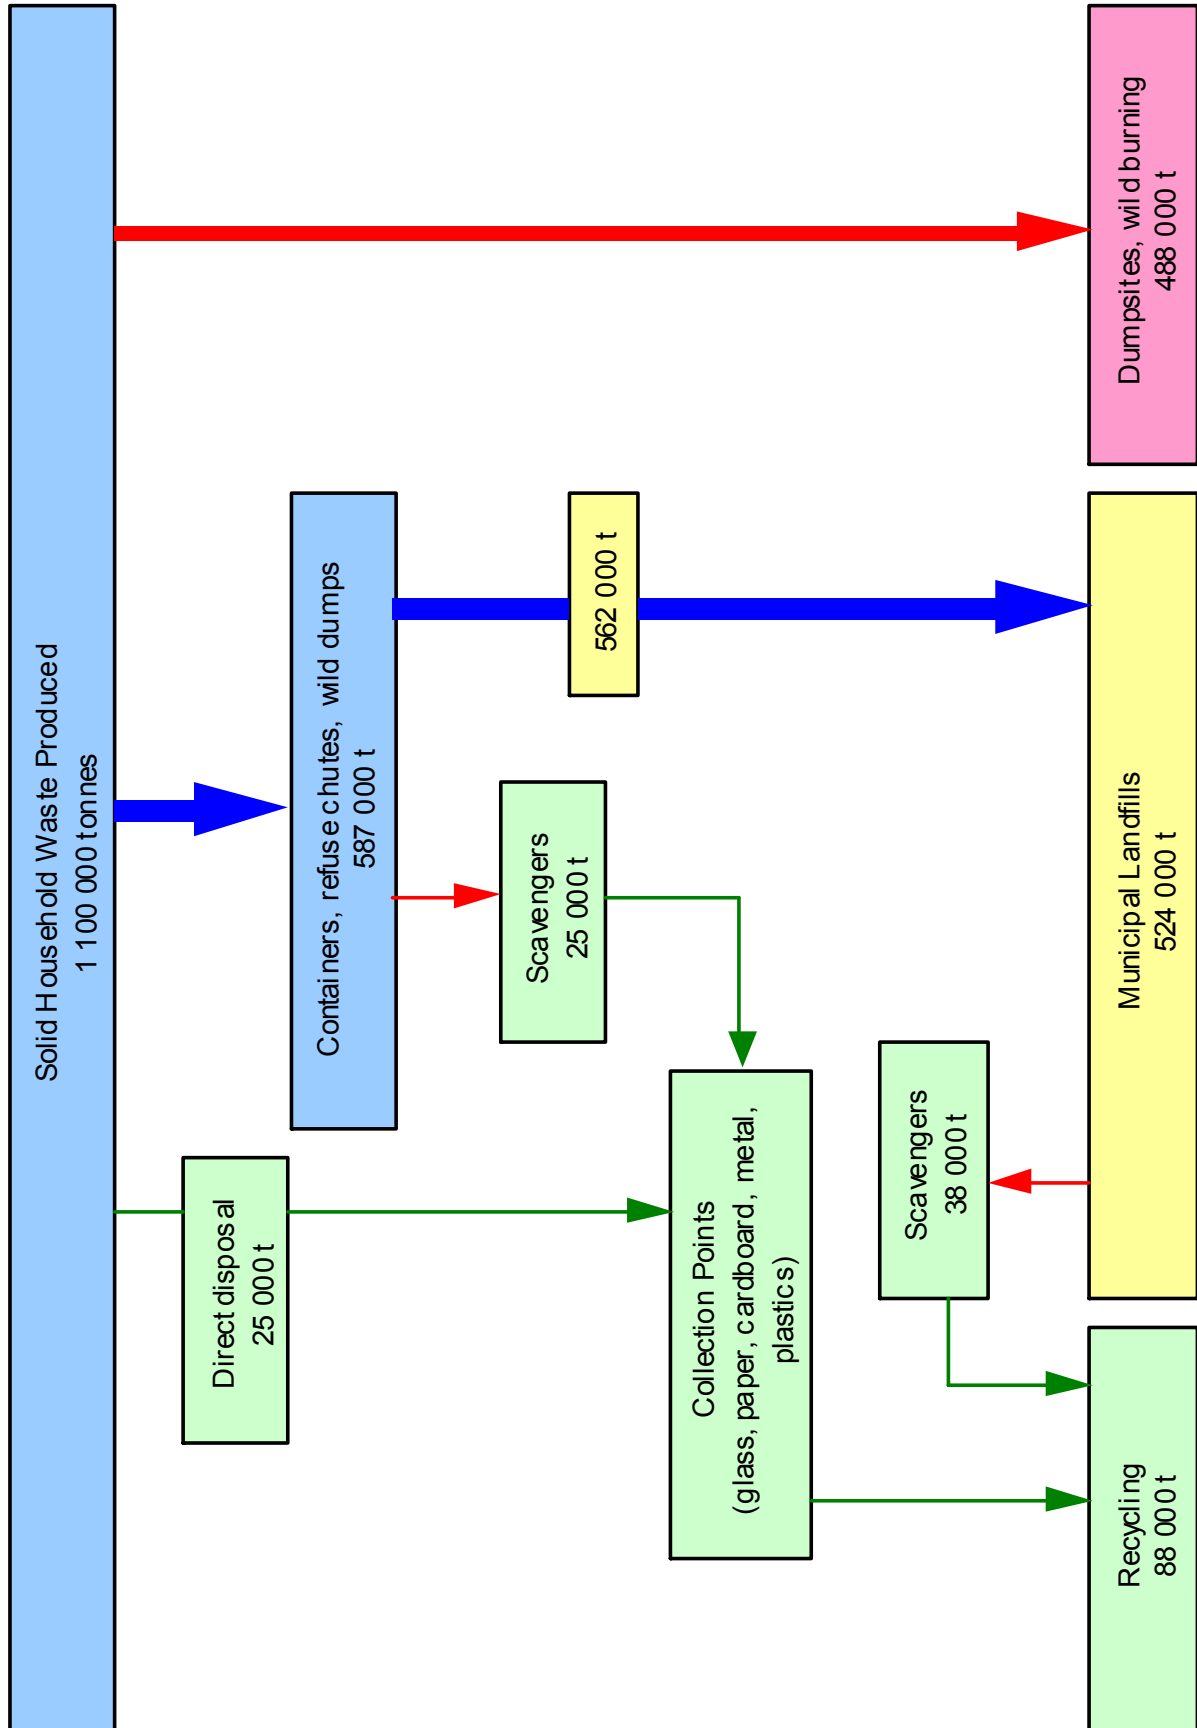 Solid Household Waste Produced
1 100 000 tonnes
Direct disposal
25 000 t
Containers, refuse chutes, wild dumps
587 000 t
Scavengers
25 000 t
562 000 t
Collection Points
(glass, paper, cardboard, metal,
plastics)
Scavengers
38 000 t
Recycling
88 000 t
Municipal Landfills
524 000 t
Dumpsites, wild burning
488 000 t